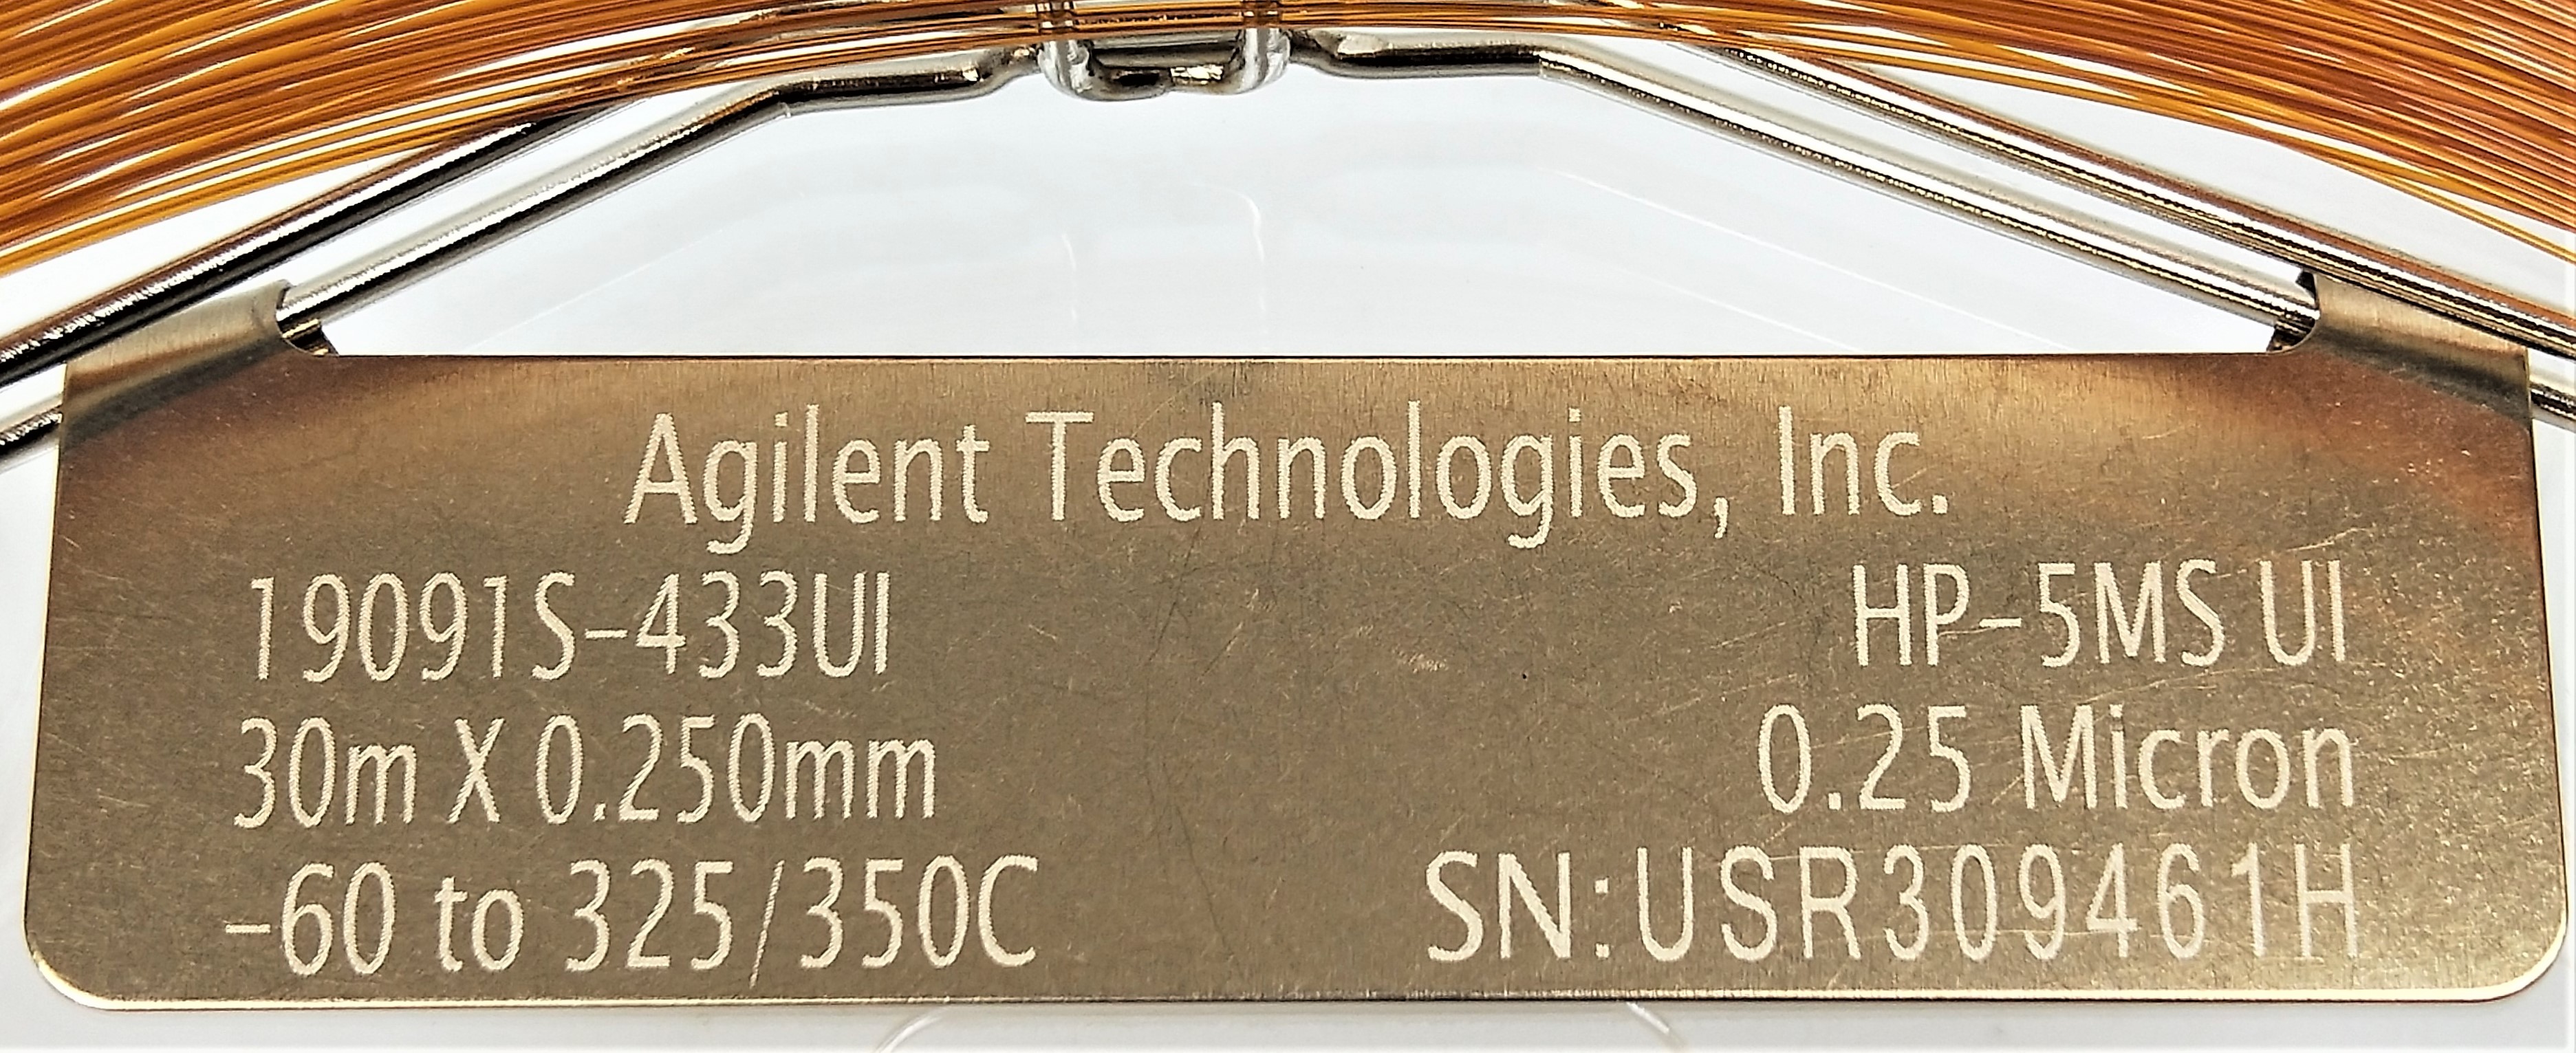 Agilent Technologies, Inc.
19091S-433UI HP-5MS UI
30m X 0.250mm 0.25 Micron
-60 to 325/350C SN:USR309461H